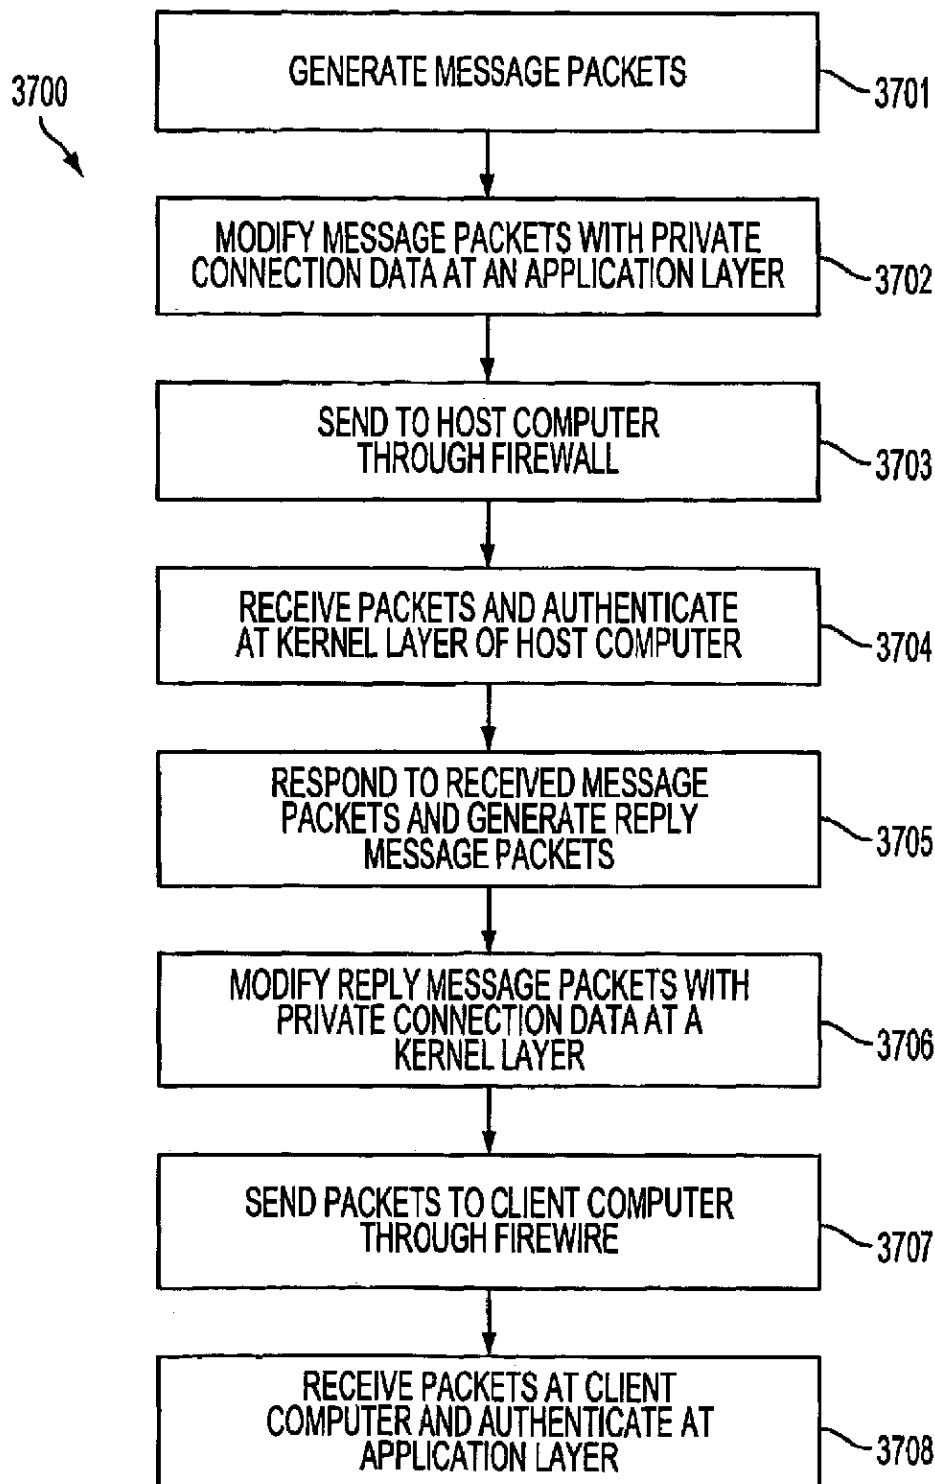 3700
GENERATE MESSAGE PACKETS
3701
MODIFY MESSAGE PACKETS WITH PRIVATE
CONNECTION DATA AT AN APPLICATION LAYER
3702
SEND TO HOST COMPUTER
THROUGH FIREWALL
3703
RECEIVE PACKETS AND AUTHENTICATE
AT KERNEL LAYER OF HOST COMPUTER
3704
RESPOND TO RECEIVED MESSAGE
PACKETS AND GENERATE REPLY
MESSAGE PACKETS
3705
MODIFY REPLY MESSAGE PACKETS WITH
PRIVATE CONNECTION DATA AT A
KERNEL LAYER
3706
SEND PACKETS TO CLIENT COMPUTER
THROUGH FIREWIRE
3707
RECEIVE PACKETS AT CLIENT
COMPUTER AND AUTHENTICATE AT
APPLICATION LAYER
3708